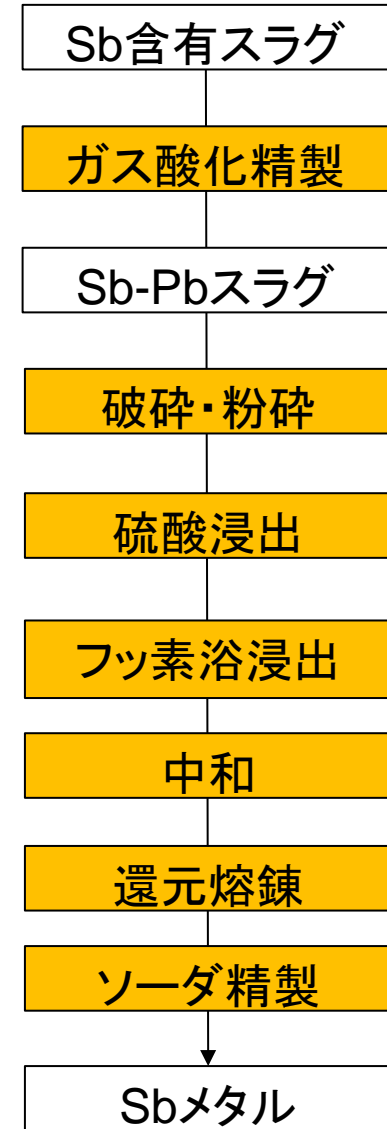 Sb含有スラグ
ガス酸化精製
Sb-Pbスラグ
破砕・粉砕
硫酸浸出
フッ素浴浸出
中和
還元熔錬
ソーダ精製
Sbメタル